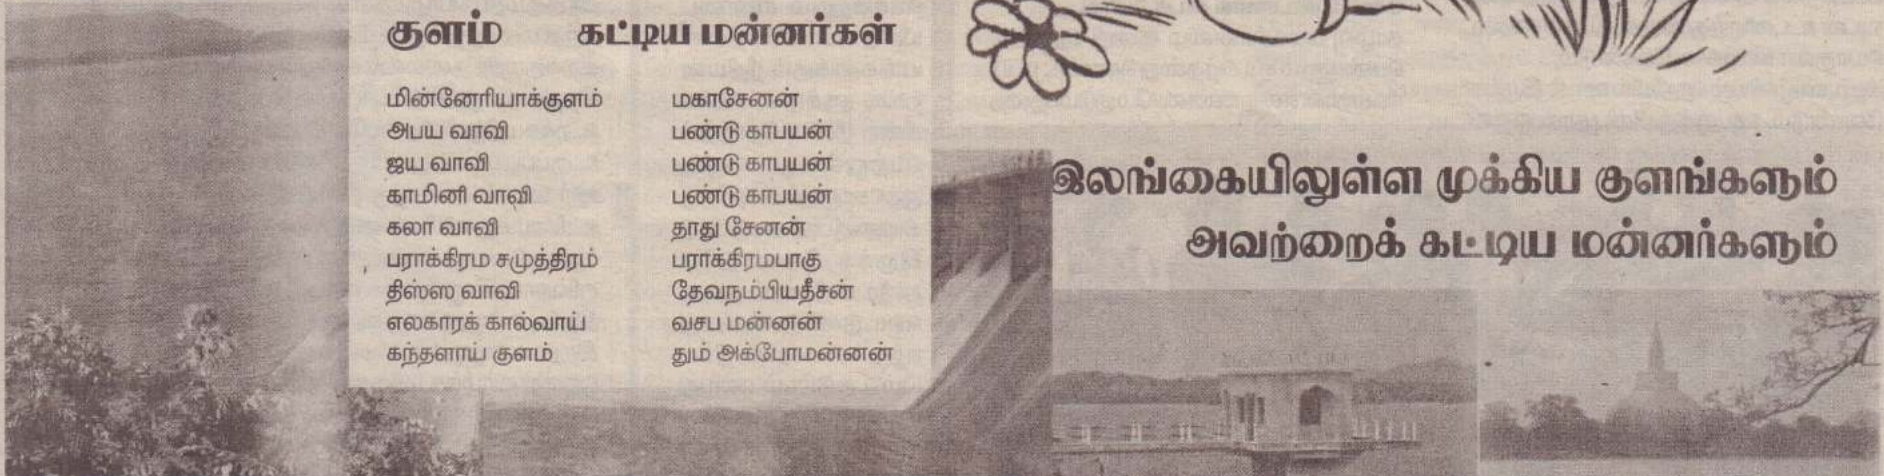 குளம் கட்டிய மன்னர்கள்
மின்னேரியாக்குளம் மகாசேனன்
அபய வாவி பண்டு காபயன்
ஜய வாவி பண்டு காபயன்
காமினி வாவி பண்டு காபயன்
கலா வாவி தாது சேனன்
பராக்கிரம சமுத்திரம் பராக்கிரமபாகு
தீஸ்ஸ வாவி தேவநம்பியதீசன்
எலகாரக் கால்வாய் வசப மன்னன்
கந்தளாய் குளம் தும் அக்போமன்னன்
இலங்கையிலுள்ள முக்கிய குளங்களும்
அவற்றைக் கட்டிய மன்னர்களும்